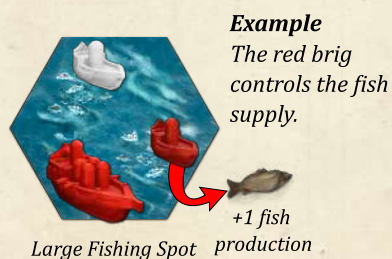 Example
The red brig
controls the fish
supply.
+1 fish
production
Large Fishing Spot